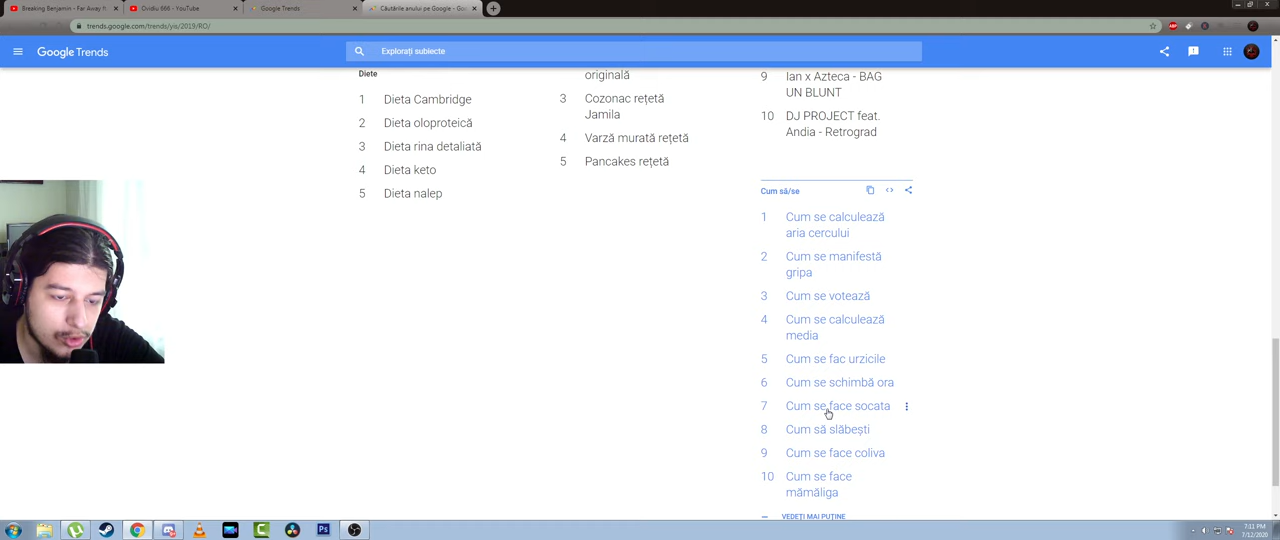 Breaking Benjamin - Far Away
Ovidiu 666 - YouTube
Google Trends
Căutările anului pe Google - Goo
trends.google.com/trends/yis/2019/RO/
Google Trends
Explorați subiecte
Diete
1 Dieta Cambridge
2 Dieta oloproteică
3 Dieta rina detaliată
4 Dieta keto
5 Dieta nalep
originală
3 Cozonac rețetă
Jamila
4 Varză murată rețetă
5 Pancakes rețetă
9 Ian x Azteca - BAG
UN BLUNT
10 DJ PROJECT feat.
Andia - Retrograd
Cum să/se
1 Cum se calculează
aria cercului
2 Cum se manifestă
gripa
3 Cum se votează
4 Cum se calculează
media
5 Cum se fac urzicile
6 Cum se schimbă ora
7 Cum se face socata
8 Cum să slăbești
9 Cum se face coliva
10 Cum se face
mămăliga
VEDEȚI MAI PUȚINE
7:11 PM
7/12/2020